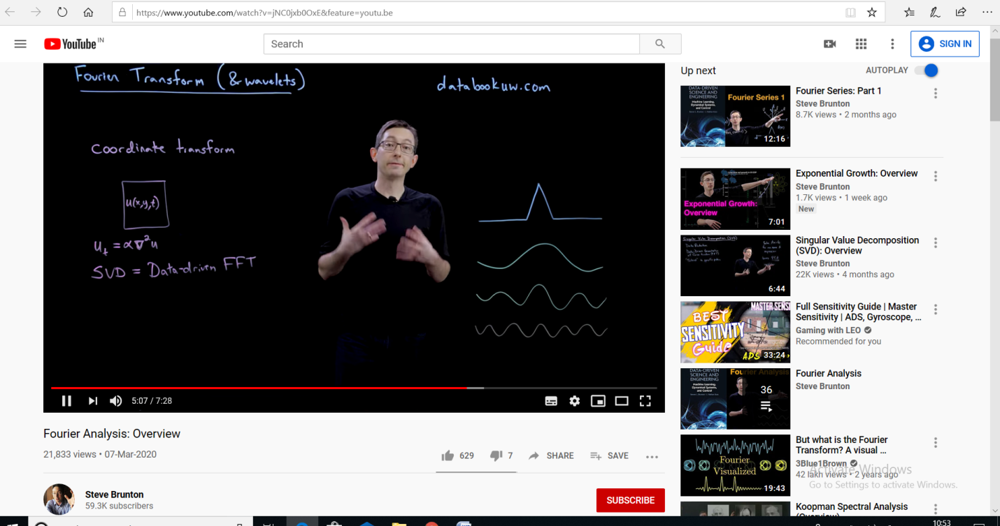 https://www.youtube.com/watch?v=jNC0jxb0OxE&feature=youtu.be
YouTube IN
Search
SIGN IN
Fourier Transform (& wavelets)
databookuw.com
coordinate transform
u(x,y,t)
u_t = α∇²u
SVD = Data-driven FFT
5:07 / 7:28
Fourier Analysis: Overview
21,833 views • 07-Mar-2020
629
7
SHARE
SAVE
Steve Brunton
59.3K subscribers
SUBSCRIBE
Up next
AUTOPLAY
DATA-DRIVEN
SCIENCE AND
ENGINEERING
Machine Learning,
Dynamical Systems,
and Control
Fourier Series 1
12:16
Fourier Series: Part 1
Steve Brunton
8.7K views • 2 months ago
Exponential Growth:
Overview
7:01
Exponential Growth: Overview
Steve Brunton
1.7K views • 1 week ago
New
Singular Value Decomposition (SVD)
6:44
Singular Value Decomposition
(SVD): Overview
Steve Brunton
22K views • 4 months ago
MASTER SENSI
BEST
SENSITIVITY
Guide
ADS
33:24
Full Sensitivity Guide | Master
Sensitivity | ADS, Gyroscope, ...
Gaming with LEO
Recommended for you
DATA-DRIVEN
SCIENCE AND
ENGINEERING
Machine Learning,
Dynamical Systems,
and Control
Fourier Analysis
36
Fourier Analysis
Steve Brunton
Fourier
Visualized
19:43
But what is the Fourier
Transform? A visual ...
3Blue1Brown
42 lakh views • 2 years ago
Activate Windows
Go to Settings to activate Windows.
Koopman Spectral Analysis
10:53